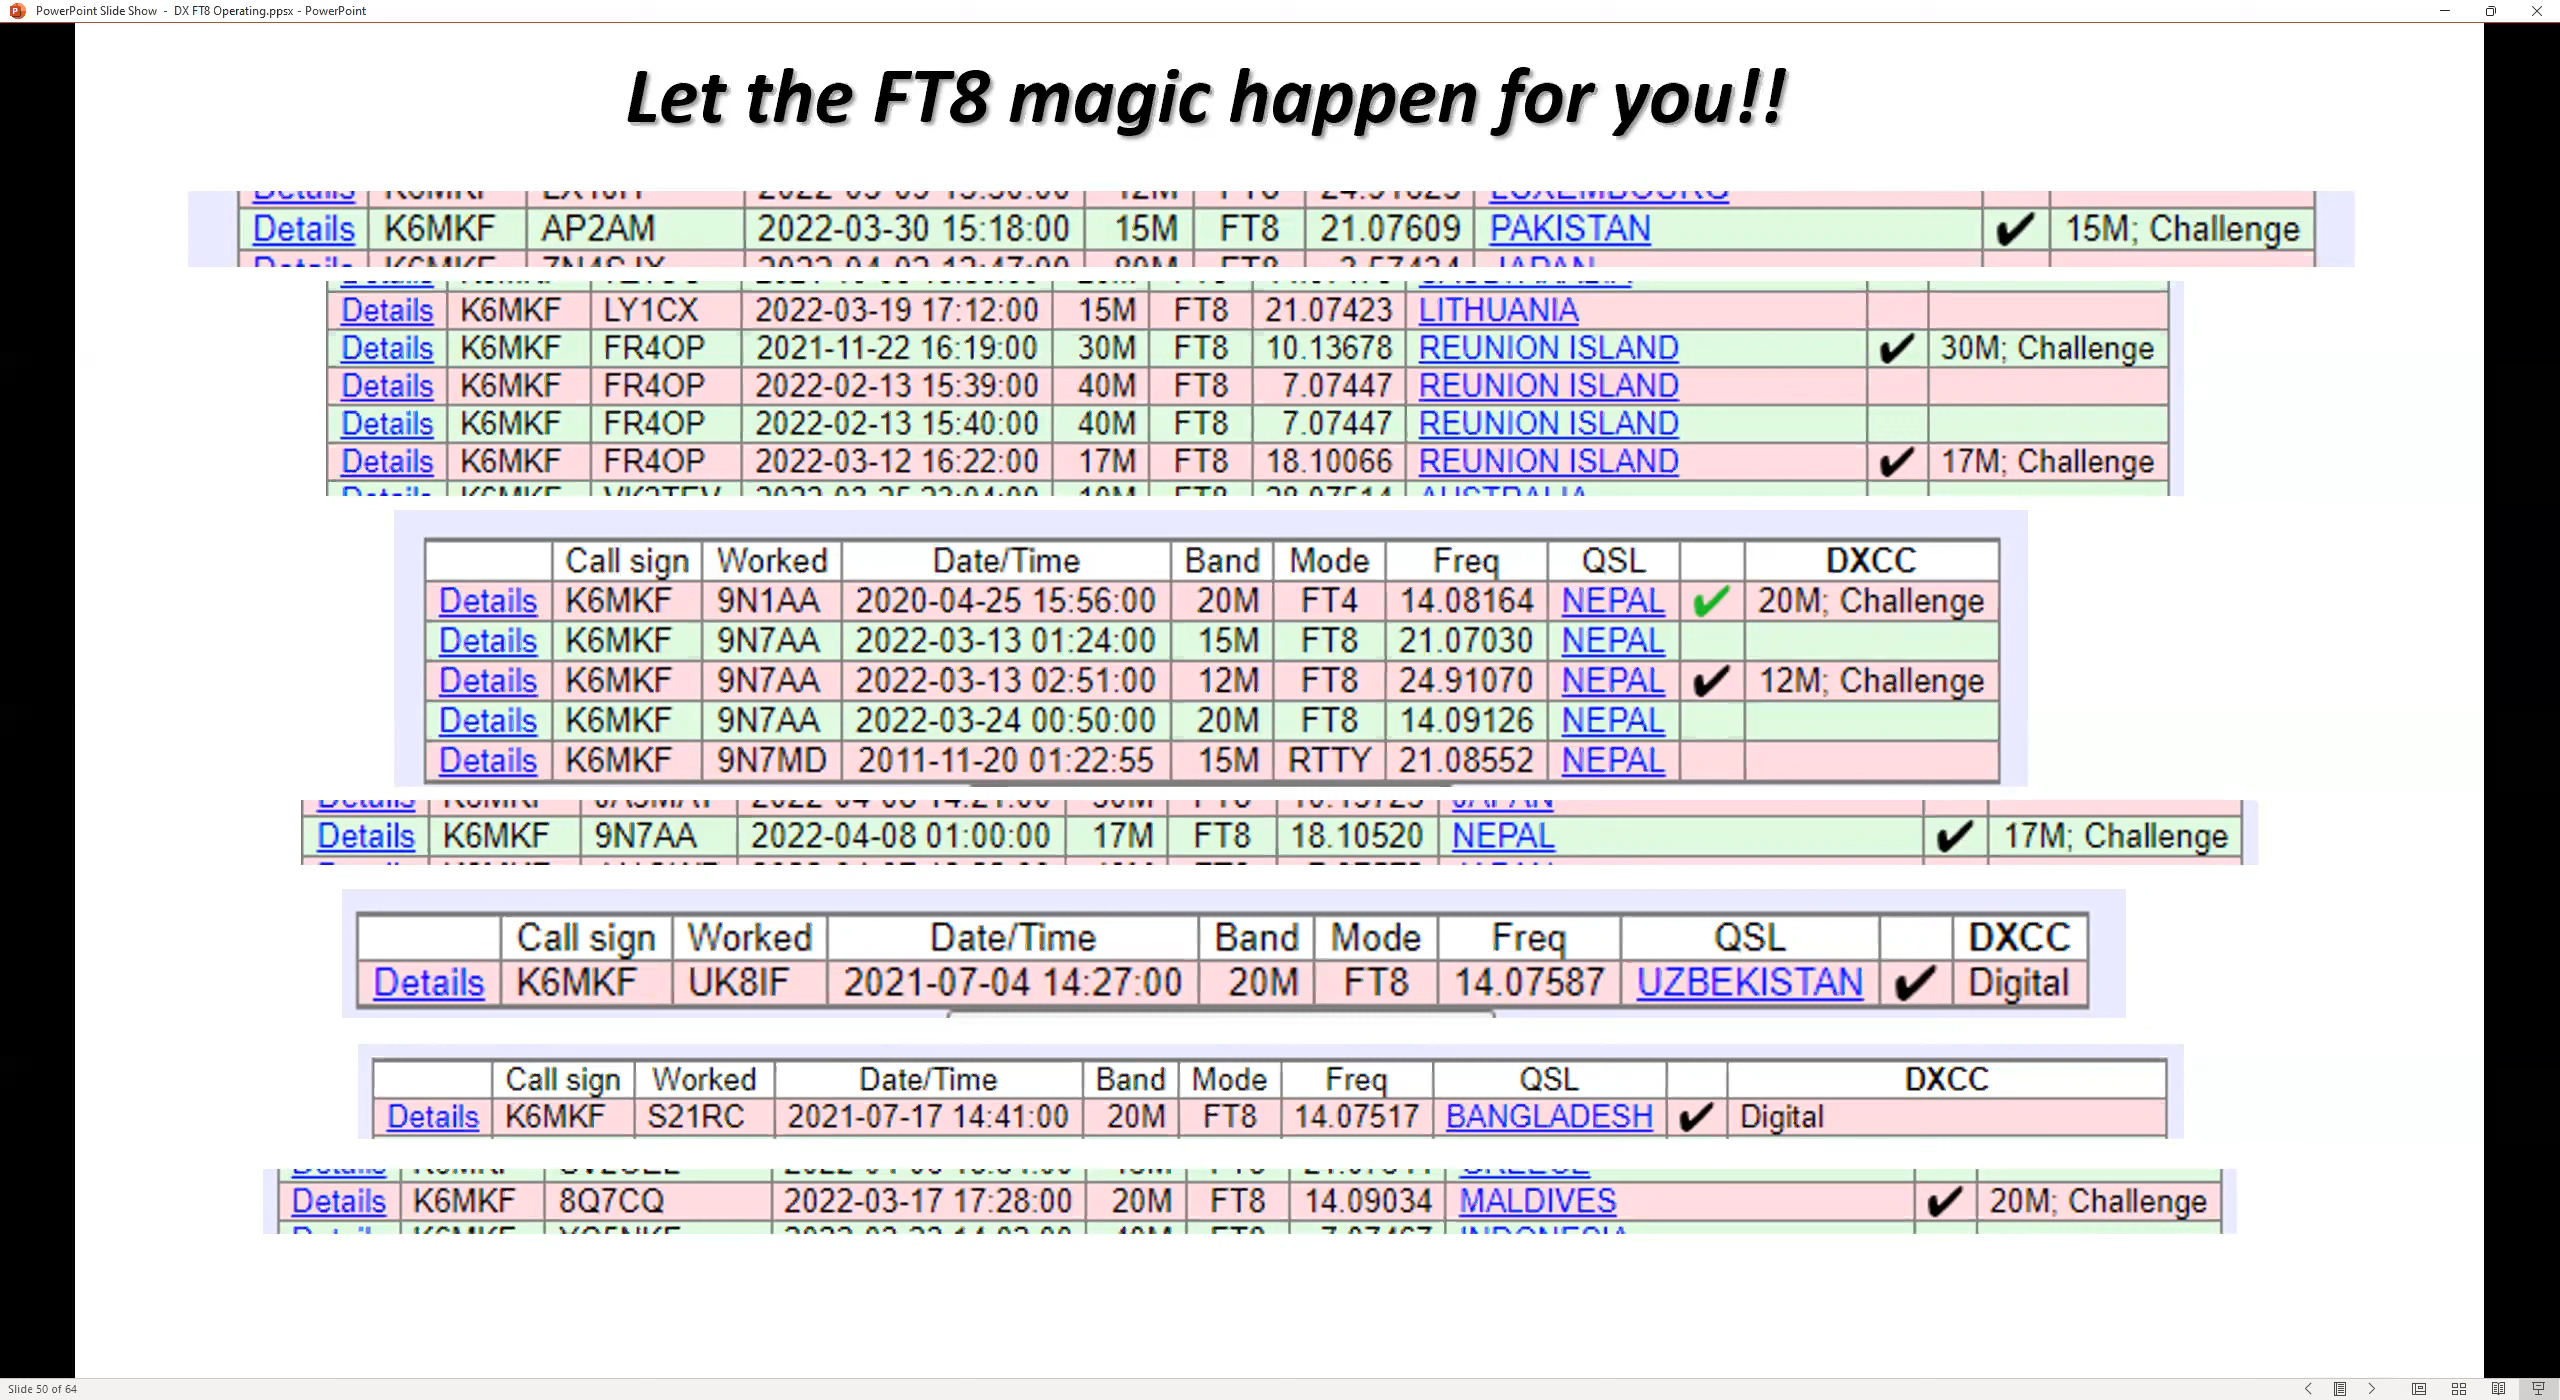 PowerPoint Slide Show - DX FT8 Operating.ppsx - PowerPoint
Let the FT8 magic happen for you!!
Details K6MKF AP2AM 2022-03-30 15:18:00 15M FT8 21.07609 PAKISTAN ✔ 15M; Challenge
Details K6MKF LY1CX 2022-03-19 17:12:00 15M FT8 21.07423 LITHUANIA
Details K6MKF FR4OP 2021-11-22 16:19:00 30M FT8 10.13678 REUNION ISLAND ✔ 30M; Challenge
Details K6MKF FR4OP 2022-02-13 15:39:00 40M FT8 7.07447 REUNION ISLAND
Details K6MKF FR4OP 2022-02-13 15:40:00 40M FT8 7.07447 REUNION ISLAND
Details K6MKF FR4OP 2022-03-12 16:22:00 17M FT8 18.10066 REUNION ISLAND ✔ 17M; Challenge
Call sign Worked Date/Time Band Mode Freq QSL DXCC
Details K6MKF 9N1AA 2020-04-25 15:56:00 20M FT4 14.08164 NEPAL ✔ 20M; Challenge
Details K6MKF 9N7AA 2022-03-13 01:24:00 15M FT8 21.07030 NEPAL
Details K6MKF 9N7AA 2022-03-13 02:51:00 12M FT8 24.91070 NEPAL ✔ 12M; Challenge
Details K6MKF 9N7AA 2022-03-24 00:50:00 20M FT8 14.09126 NEPAL
Details K6MKF 9N7MD 2011-11-20 01:22:55 15M RTTY 21.08552 NEPAL
Details K6MKF 9N7AA 2022-04-08 01:00:00 17M FT8 18.10520 NEPAL ✔ 17M; Challenge
Call sign Worked Date/Time Band Mode Freq QSL DXCC
Details K6MKF UK8IF 2021-07-04 14:27:00 20M FT8 14.07587 UZBEKISTAN ✔ Digital
Call sign Worked Date/Time Band Mode Freq QSL DXCC
Details K6MKF S21RC 2021-07-17 14:41:00 20M FT8 14.07517 BANGLADESH ✔ Digital
Details K6MKF 8Q7CQ 2022-03-17 17:28:00 20M FT8 14.09034 MALDIVES ✔ 20M; Challenge
Slide 50 of 64